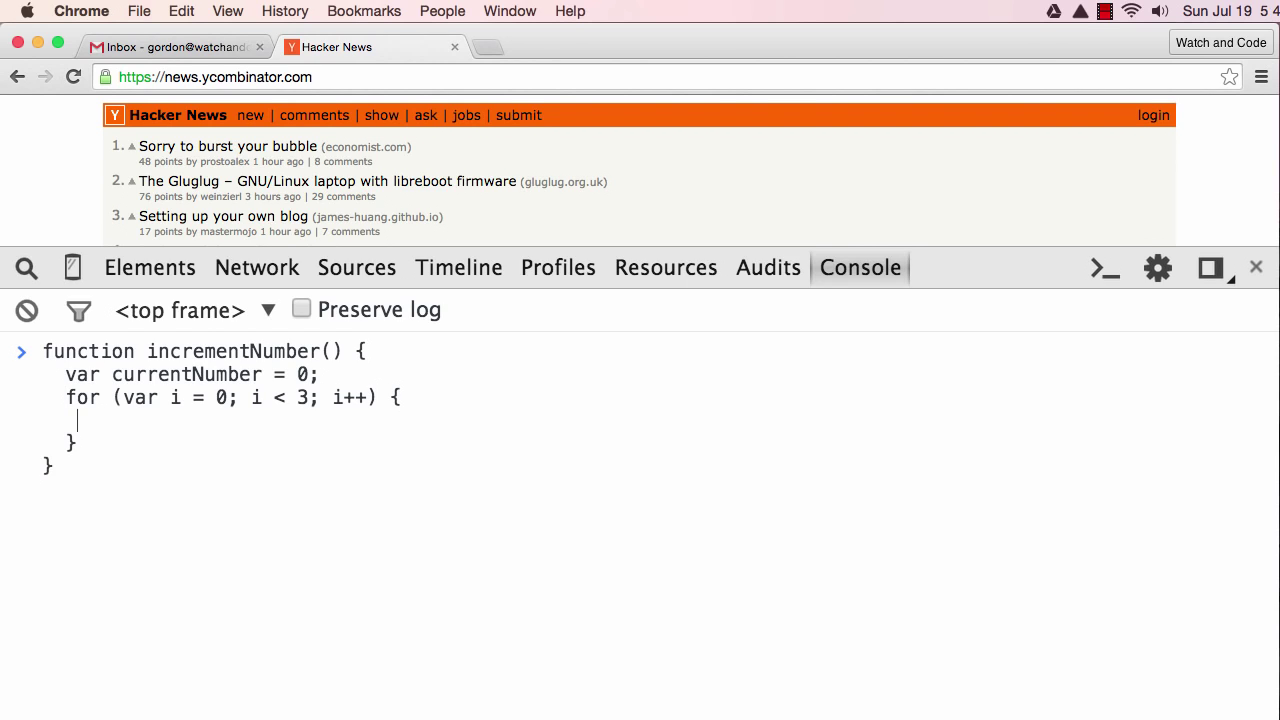 Chrome File Edit View History Bookmarks People Window Help Sun Jul 19 5 4
Inbox - gordon@watchand Hacker News Watch and Code
https://news.ycombinator.com
Y Hacker News new | comments | show | ask | jobs | submit login
1. Sorry to burst your bubble (economist.com)
48 points by prostoalex 1 hour ago | 8 comments
2. The Gluglug – GNU/Linux laptop with libreboot firmware (gluglug.org.uk)
76 points by weinzierl 3 hours ago | 29 comments
3. Setting up your own blog (james-huang.github.io)
17 points by mastermojo 1 hour ago | 7 comments
Elements Network Sources Timeline Profiles Resources Audits Console
<top frame> Preserve log
function incrementNumber() {
var currentNumber = 0;
for (var i = 0; i < 3; i++) {
}
}